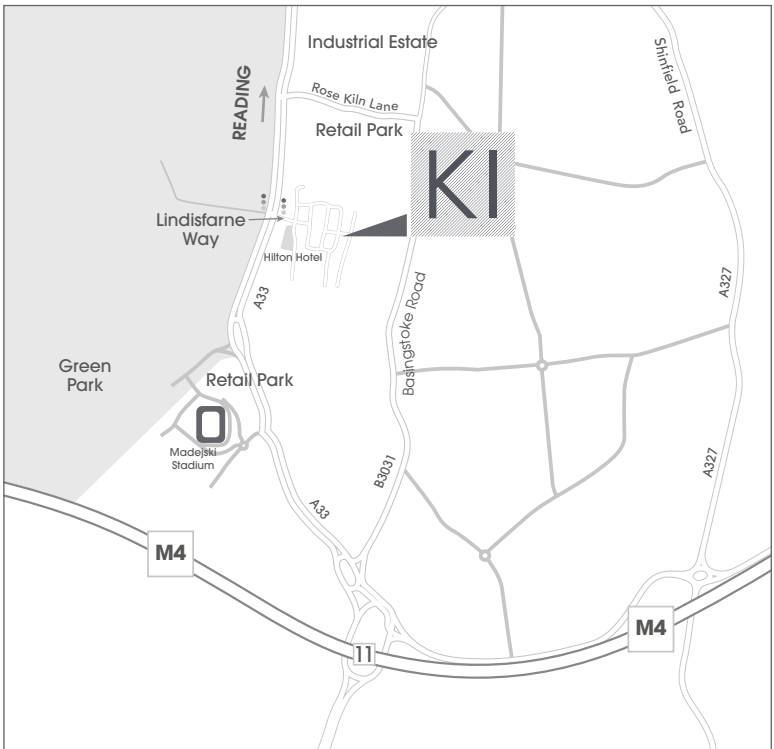 Industrial Estate
Shinfield Road
READING
Rose Kiln Lane
Retail Park
KI
Lindisfarne
Way
Hilton Hotel
A33
Basingstoke Road
A327
Green
Park
Retail Park
Madejski
Stadium
B3031
A327
A33
M4
M4
11